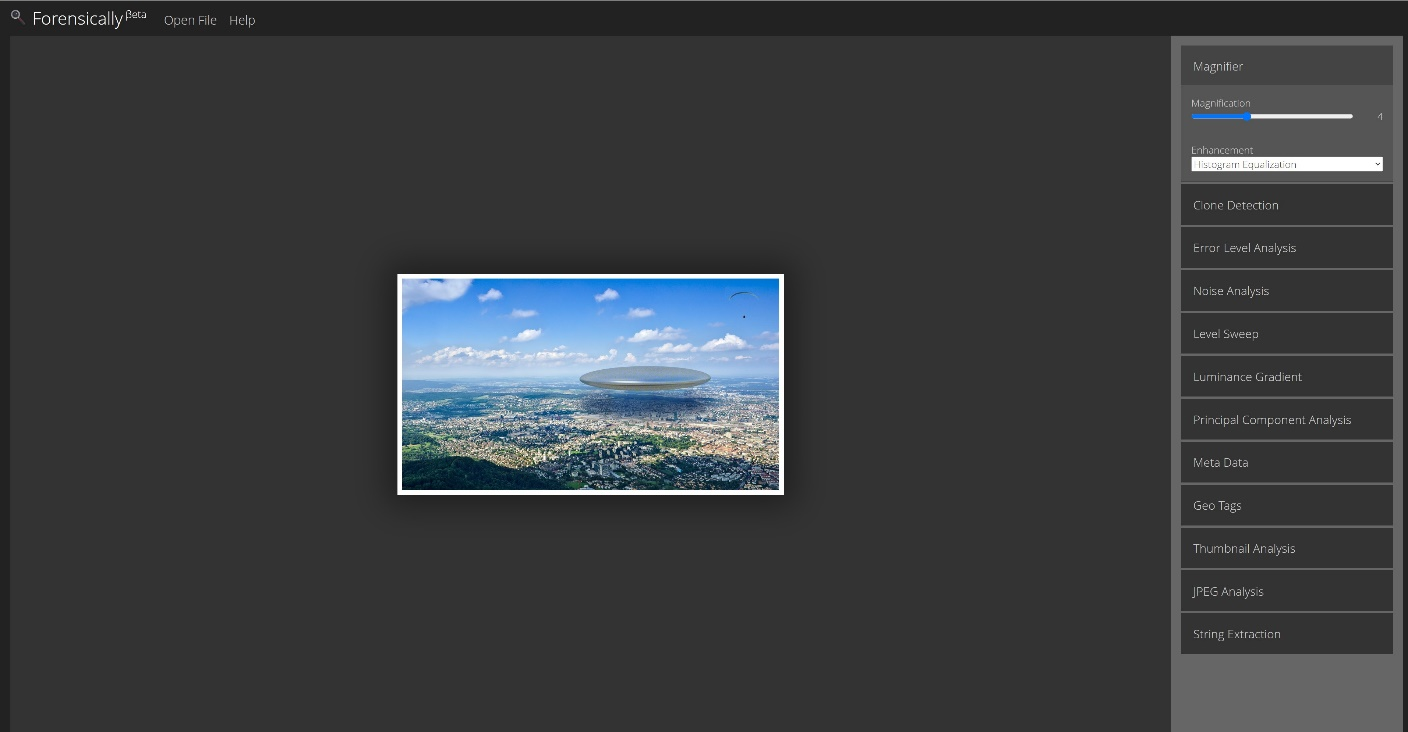 Forensically βeta Open File Help
Magnifier
Magnification
4
Enhancement
Histogram Equalization
Clone Detection
Error Level Analysis
Noise Analysis
Level Sweep
Luminance Gradient
Principal Component Analysis
Meta Data
Geo Tags
Thumbnail Analysis
JPEG Analysis
String Extraction